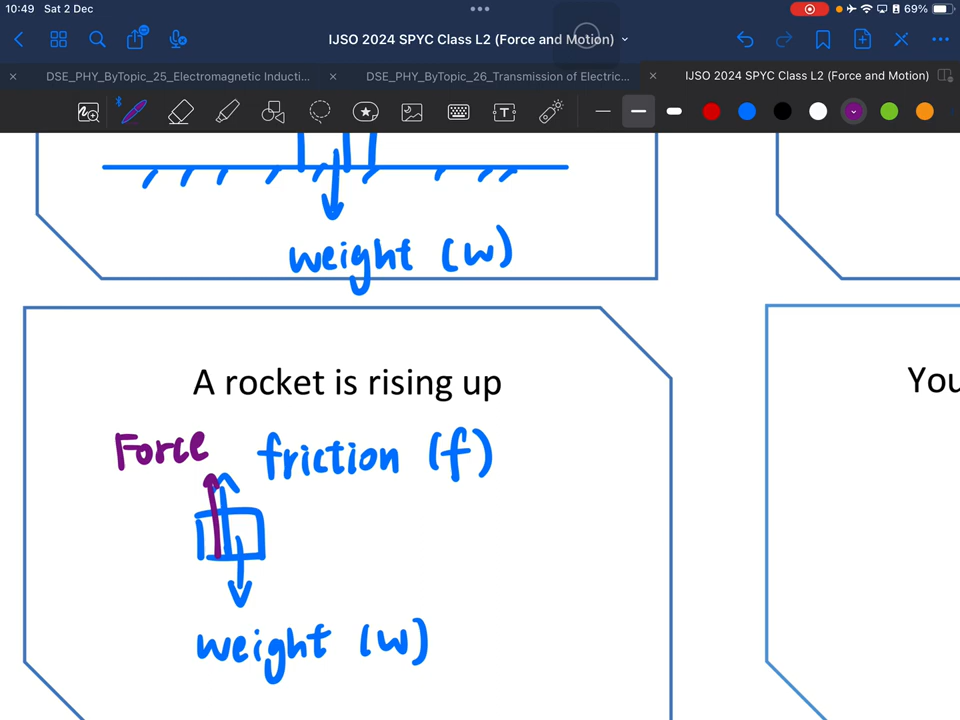 10:49 Sat 2 Dec
69%
IJSO 2024 SPYC Class L2 (Force and Motion)
DSE_PHY_ByTopic_25_Electromagnetic Inducti...
DSE_PHY_ByTopic_26_Transmission of Electric...
IJSO 2024 SPYC Class L2 (Force and Motion)
weight (w)
A rocket is rising up
You
Force
friction (f)
weight (w)